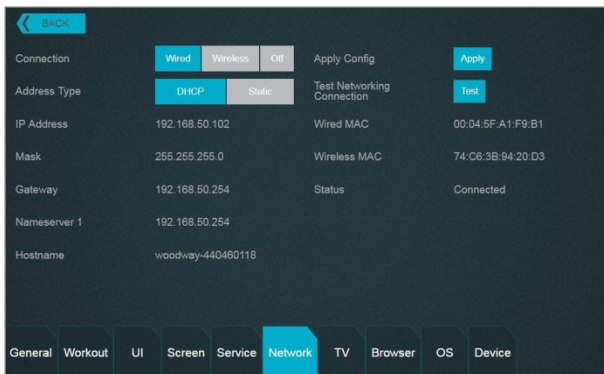 BACK
Connection Wired Wireless Off Apply Config Apply
Address Type DHCP Static Test Networking Connection Test
IP Address 192.168.50.102 Wired MAC 00:04:5F:A1:F9:B1
Mask 255.255.255.0 Wireless MAC 74:C6:3B:94:20:D3
Gateway 192.168.50.254 Status Connected
Nameserver 1 192.168.50.254
Hostname woodway-440460118
General Workout UI Screen Service Network TV Browser OS Device